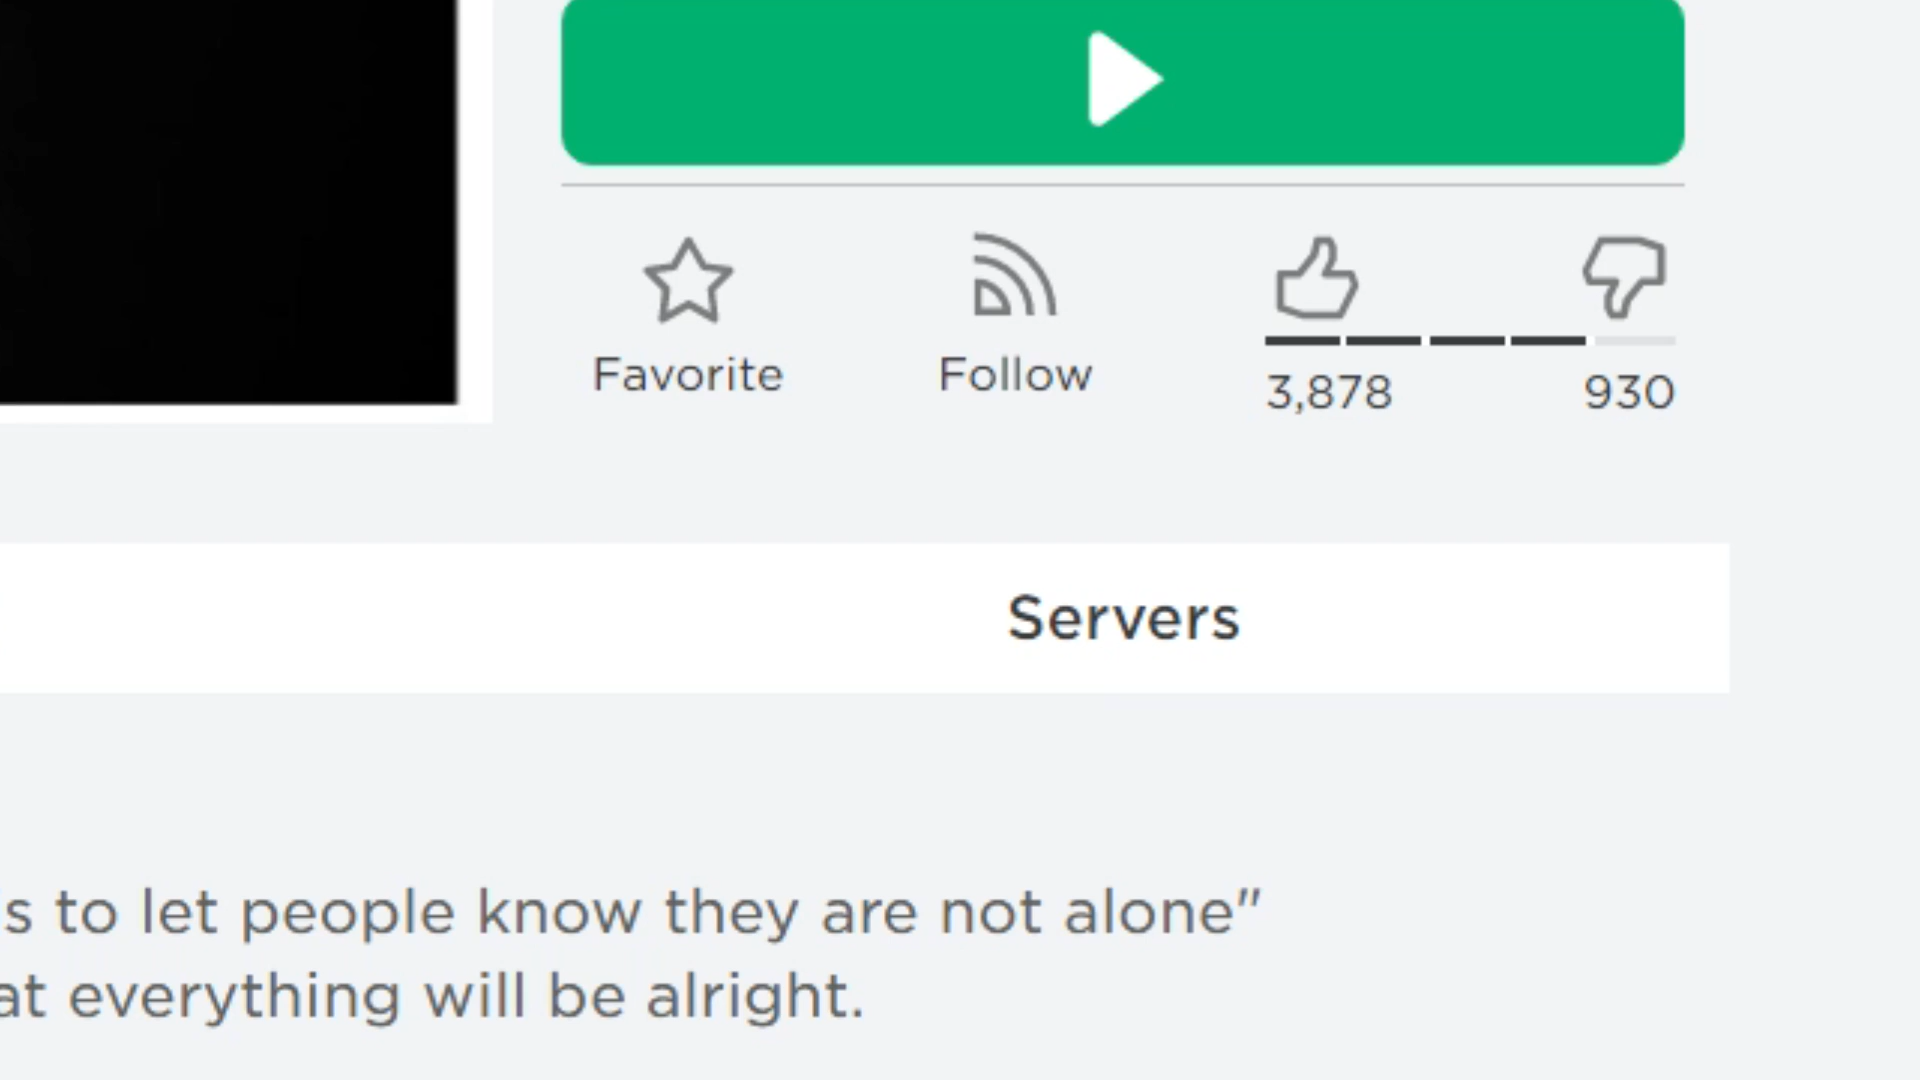 Favorite
Follow
3,878
930
Servers
s to let people know they are not alone"
at everything will be alright.